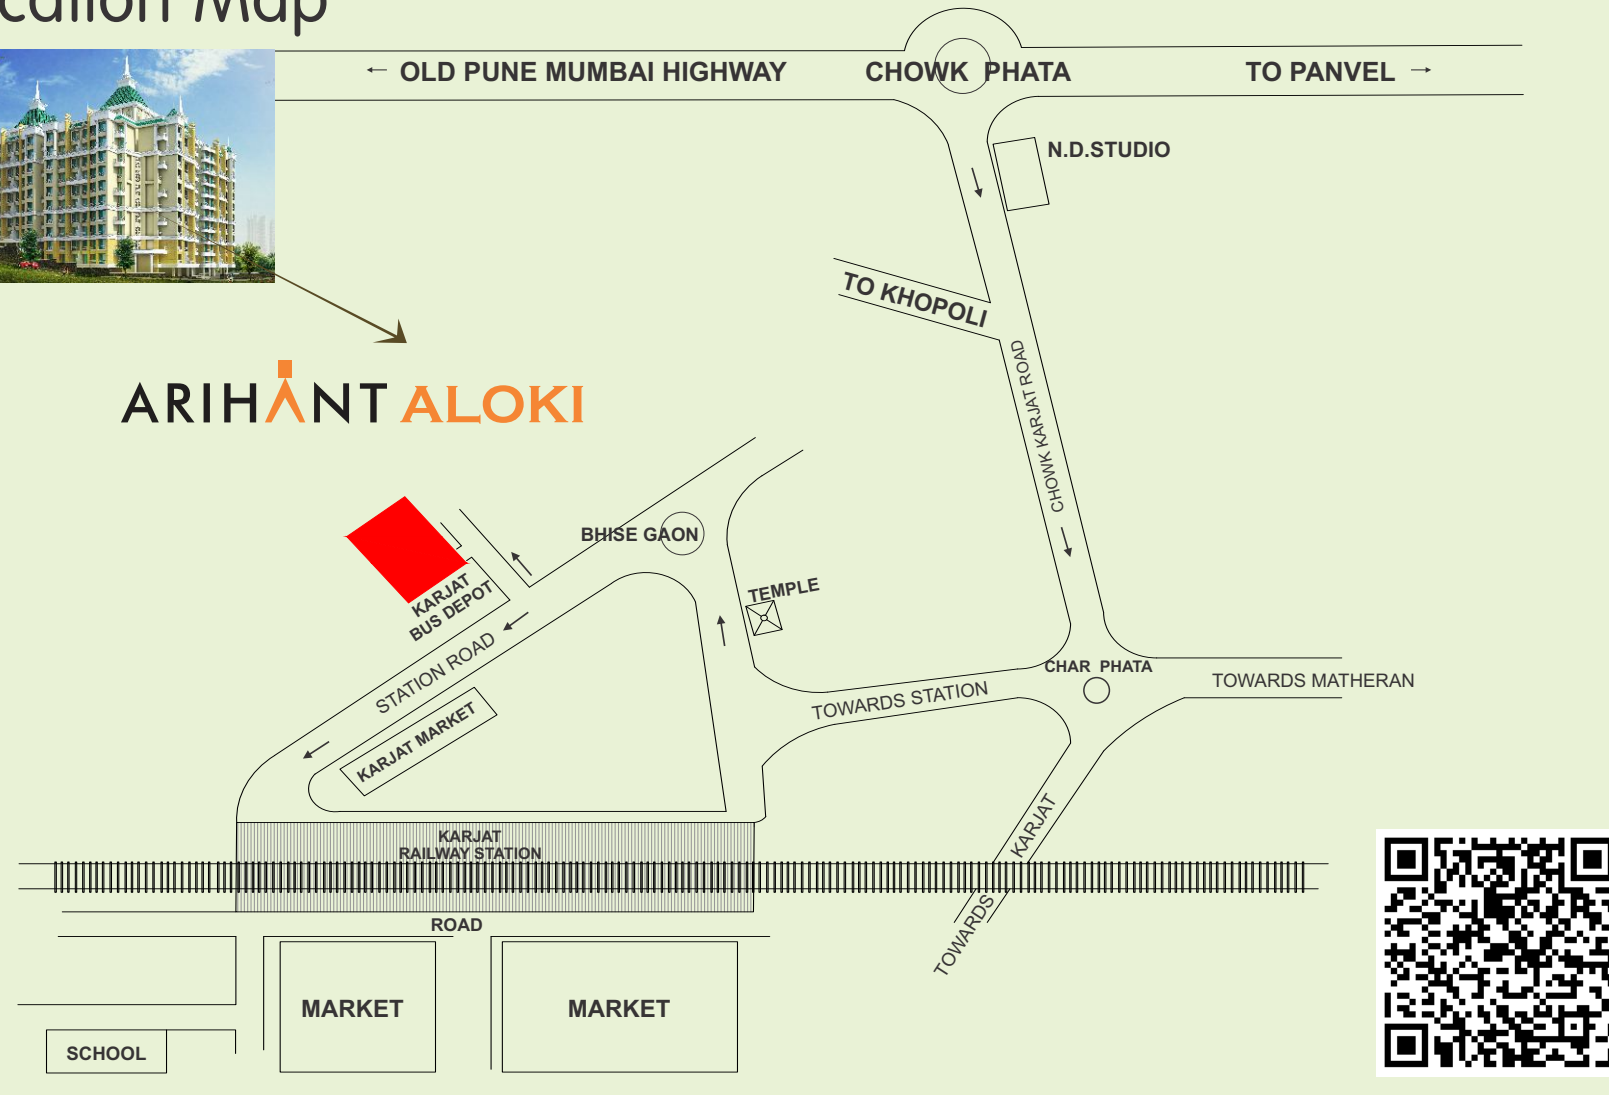 Map
OLD PUNE MUMBAI HIGHWAY
CHOWK PHATA
TO PANVEL
N.D.STUDIO
TO KHOPOLI
CHOWK KARJAT ROAD
ARIHANT ALOKI
BHISE GAON
KARJAT
BUS DEPOT
TEMPLE
STATION ROAD
CHAR PHATA
TOWARDS STATION
TOWARDS MATHERAN
KARJAT MARKET
TOWARDS KARJAT
KARJAT
RAILWAY STATION
ROAD
MARKET
MARKET
SCHOOL